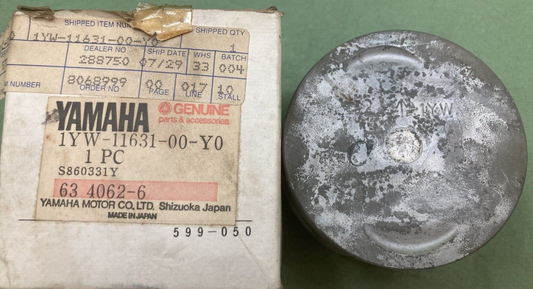 SHIPPED ITEM NUM
SHIPPED QTY
1YW-11631-00-Y0
1
DEALER NO
SHIP DATE
WHS
BATCH
288750
07/29
33
004
M NUMBER
ORDER NO
PAGE
LINE
STALL
8068999
00
017
10
YAMAHA
GENUINE
parts & accessories
1YW-11631-00-Y0
1 PC
S860331Y
63 4062-6
YAMAHA MOTOR CO., LTD. Shizuoka Japan
MADE IN JAPAN
599-050
↑ 1YW